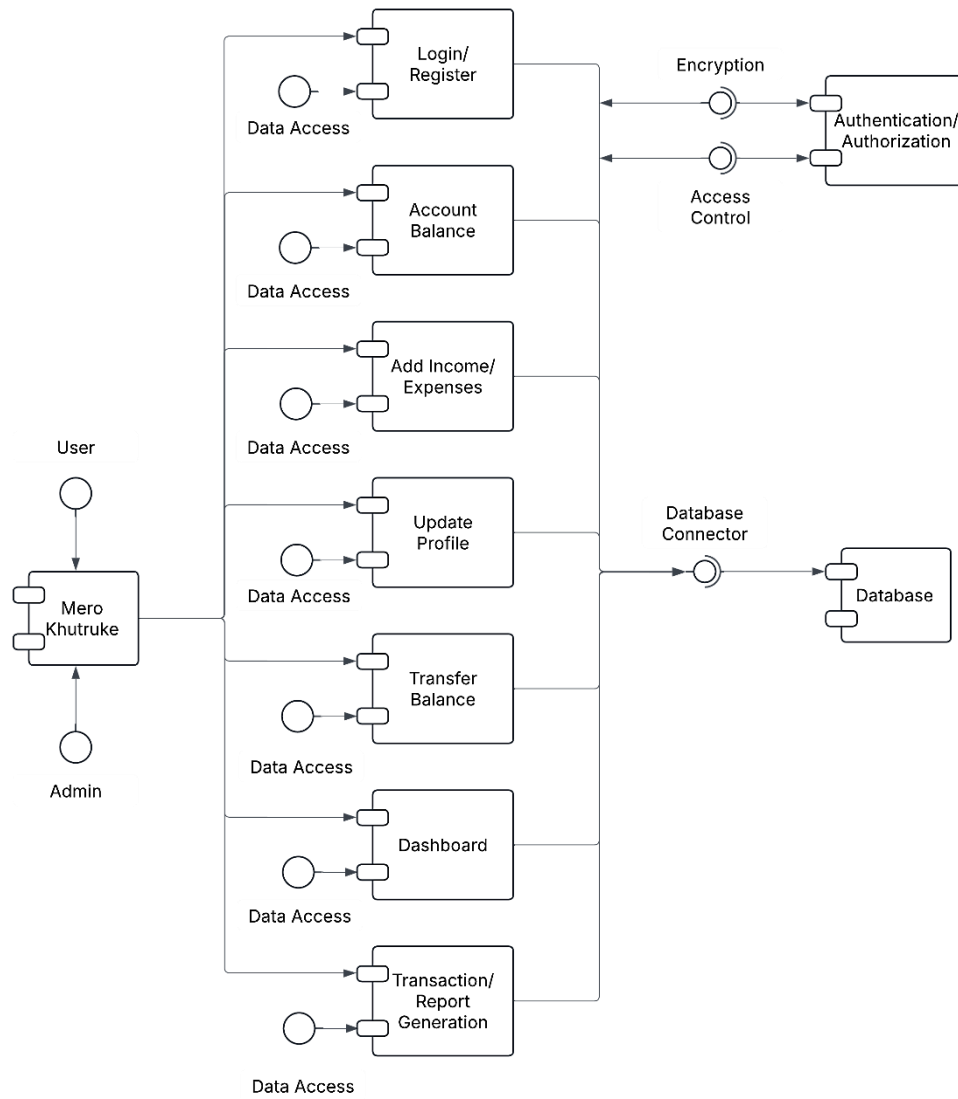 Login/
Register
Data Access
Encryption
Authentication/
Authorization
Access
Control
Account
Balance
Data Access
Add Income/
Expenses
Data Access
User
Update
Profile
Data Access
Database
Connector
Mero
Khutruke
Database
Transfer
Balance
Data Access
Admin
Dashboard
Data Access
Transaction/
Report
Generation
Data Access